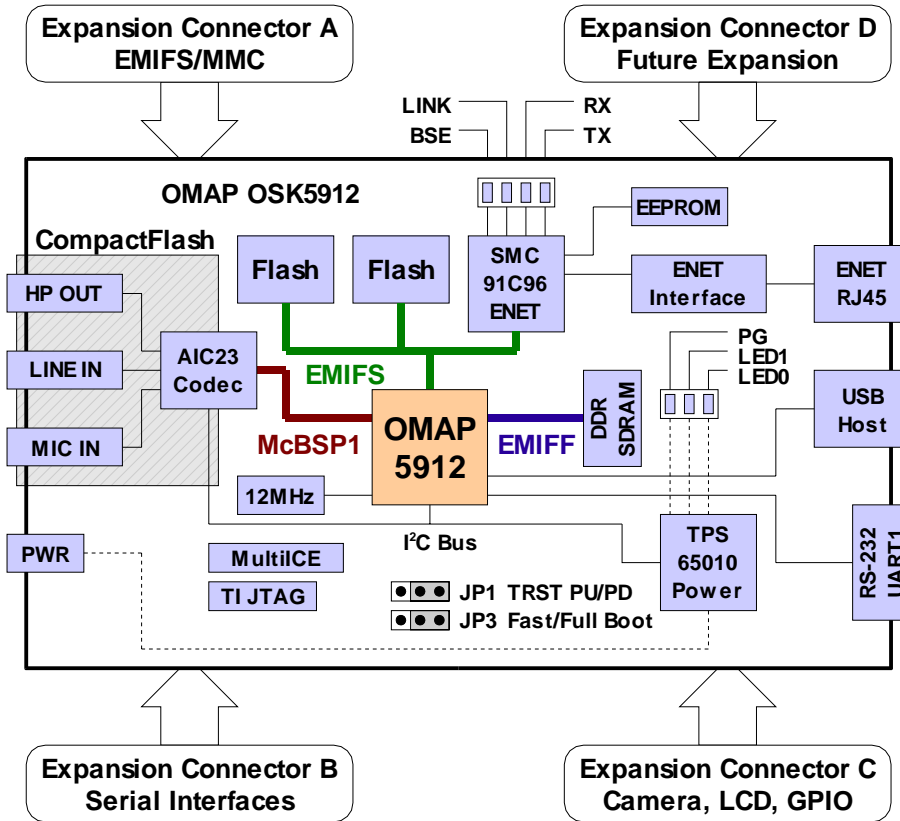 Expansion Connector A
EMIFS/MMC
Expansion Connector D
Future Expansion
LINK
RX
BSE
TX
OMAP OSK5912
EEPROM
CompactFlash
Flash
Flash
SMC
91C96
ENET
ENET
Interface
ENET
RJ45
HP OUT
PG
LED1
LED0
AIC23
Codec
LINE IN
EMIFS
DDR
SDRAM
USB
Host
OMAP
5912
MIC IN
McBSP1
EMIFF
12MHz
I²C Bus
TPS
65010
Power
RS-232
UART1
PWR
MultiICE
TI JTAG
JP1 TRST PU/PD
JP3 Fast/Full Boot
Expansion Connector B
Serial Interfaces
Expansion Connector C
Camera, LCD, GPIO